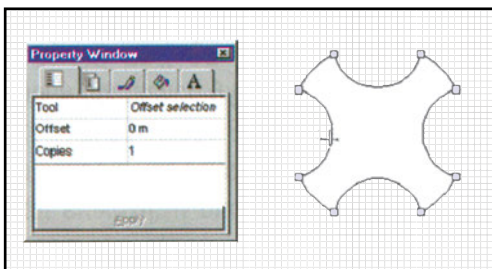 Property Window
A
Tool Offset selection
Offset 0 m
Copies 1
Apply